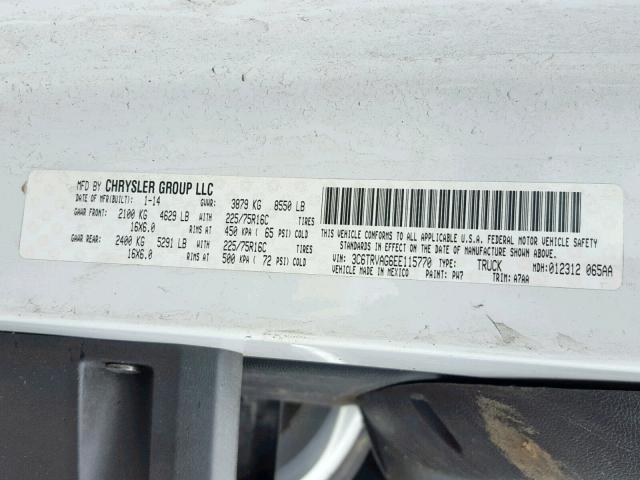 MFD BY CHRYSLER GROUP LLC
DATE OF MFR(BUILT): 1-14 GVWR: 3879 KG 8550 LB
GAWR FRONT: 2100 KG 4629 LB WITH 225/75R16C TIRES
16X6.0 RIMS AT 450 KPA ( 65 PSI) COLD
GAWR REAR: 2400 KG 5291 LB WITH 225/75R16C TIRES
16X6.0 RIMS AT 500 KPA ( 72 PSI) COLD
THIS VEHICLE CONFORMS TO ALL APPLICABLE U.S.A. FEDERAL MOTOR VEHICLE SAFETY
STANDARDS IN EFFECT ON THE DATE OF MANUFACTURE SHOWN ABOVE.
VIN: 3C6TRVAG6EE115770 TYPE: TRUCK MDH:012312 065AA
VEHICLE MADE IN MEXICO PAINT: PW7 TRIM: A7AA